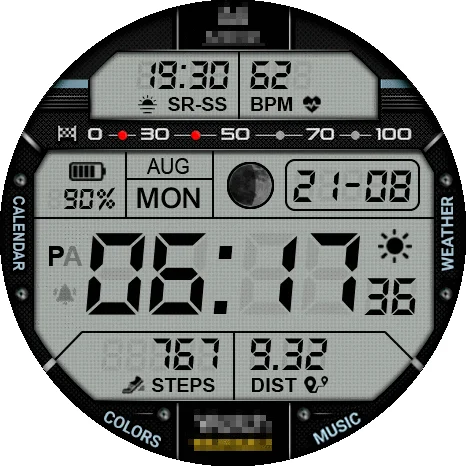 19:30 62
SR-SS BPM
0 30 50 70 100
90% AUG MON 21-08
CALENDAR
WEATHER
PA 06:17 36
767 9.32
STEPS DIST
COLORS
MUSIC